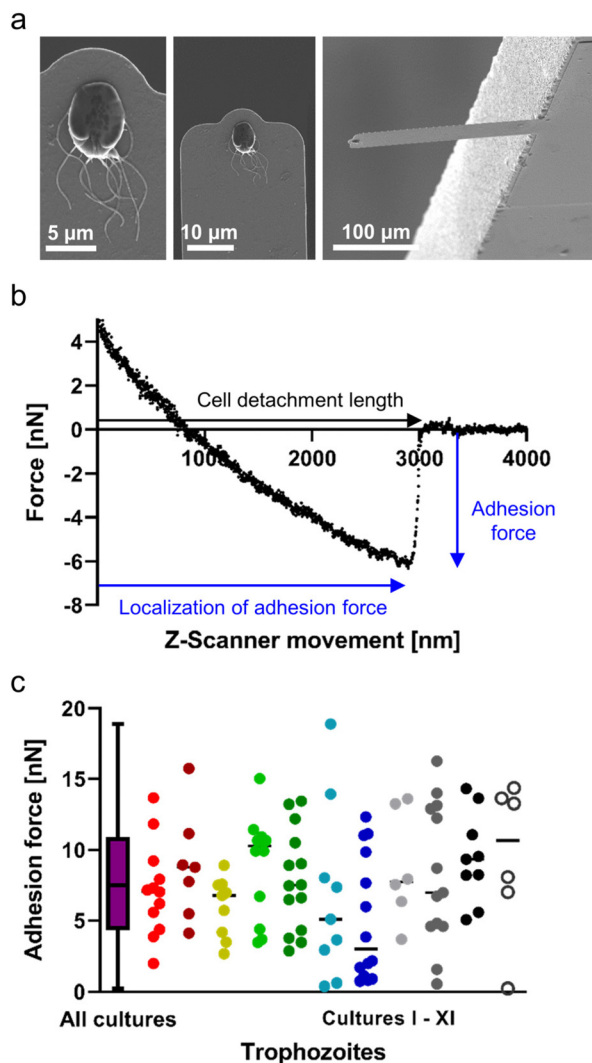 a
5 µm
10 µm
100 µm
b
4
2
0
-2
-4
-6
-8
Force [nN]
Cell detachment length
1000
2000
3000
4000
Adhesion force
Localization of adhesion force
Z-Scanner movement [nm]
c
20
15
10
5
0
Adhesion force [nN]
All cultures
Cultures I - XI
Trophozoites